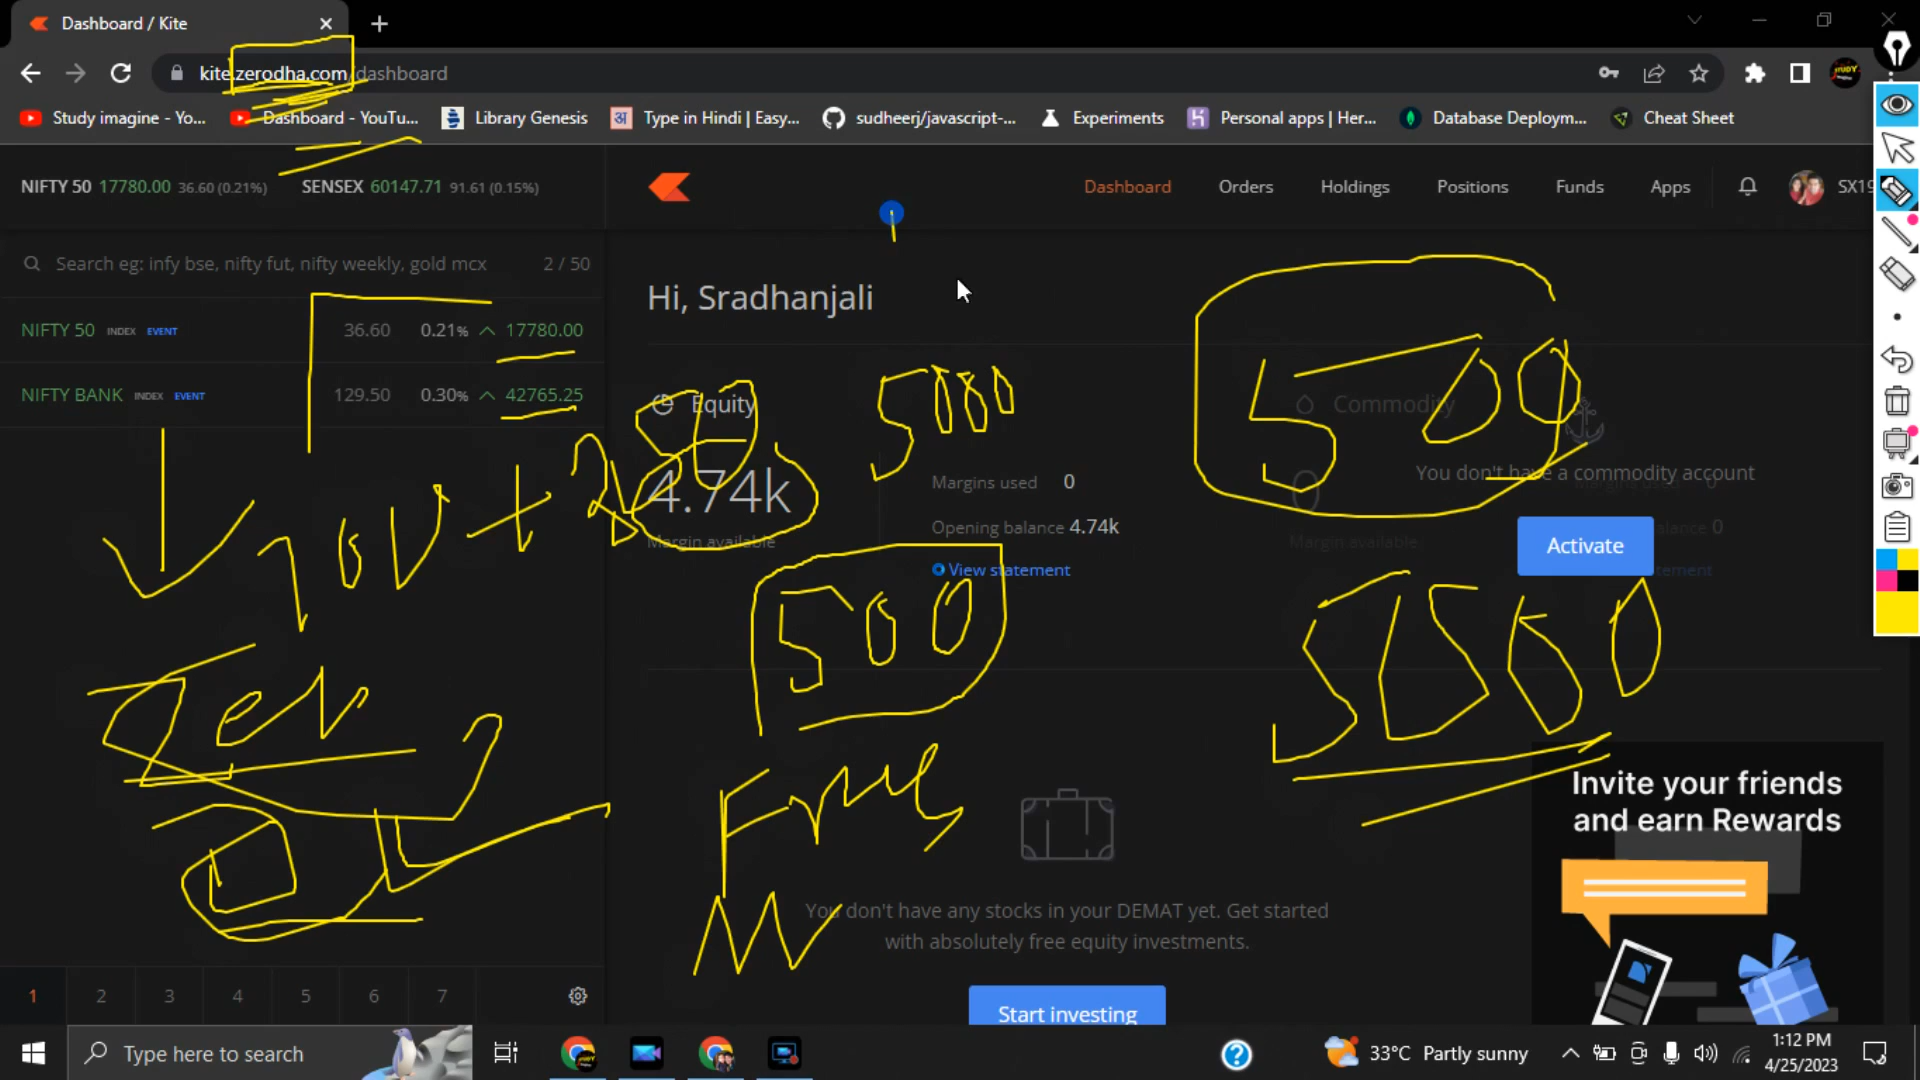 Dashboard / Kite
kite.zerodha.com/dashboard
Study imagine - Yo...
Dashboard - YouTu...
Library Genesis
अ Type in Hindi | Easy...
sudheerj/javascript-...
Experiments
Personal apps | Her...
Database Deploym...
Cheat Sheet
NIFTY 50 17780.00 36.60 (0.21%) SENSEX 60147.71 91.61 (0.15%)
Dashboard Orders Holdings Positions Funds Apps SX19
Search eg: infy bse, nifty fut, nifty weekly, gold mcx 2 / 50
Hi, Sradhanjali
NIFTY 50 INDEX EVENT 36.60 0.21% 17780.00
NIFTY BANK INDEX EVENT 129.50 0.30% 42765.25
Equity
5000
500
Commodity
4.74k
Margin available
Margins used 0
Opening balance 4.74k
View statement
0
Margin available
You don't have a commodity account
Activate
500
You don't have any stocks in your DEMAT yet. Get started
with absolutely free equity investments.
Start investing
Invite your friends
and earn Rewards
1 2 3 4 5 6 7
Type here to search
33°C Partly sunny
1:12 PM
4/25/2023